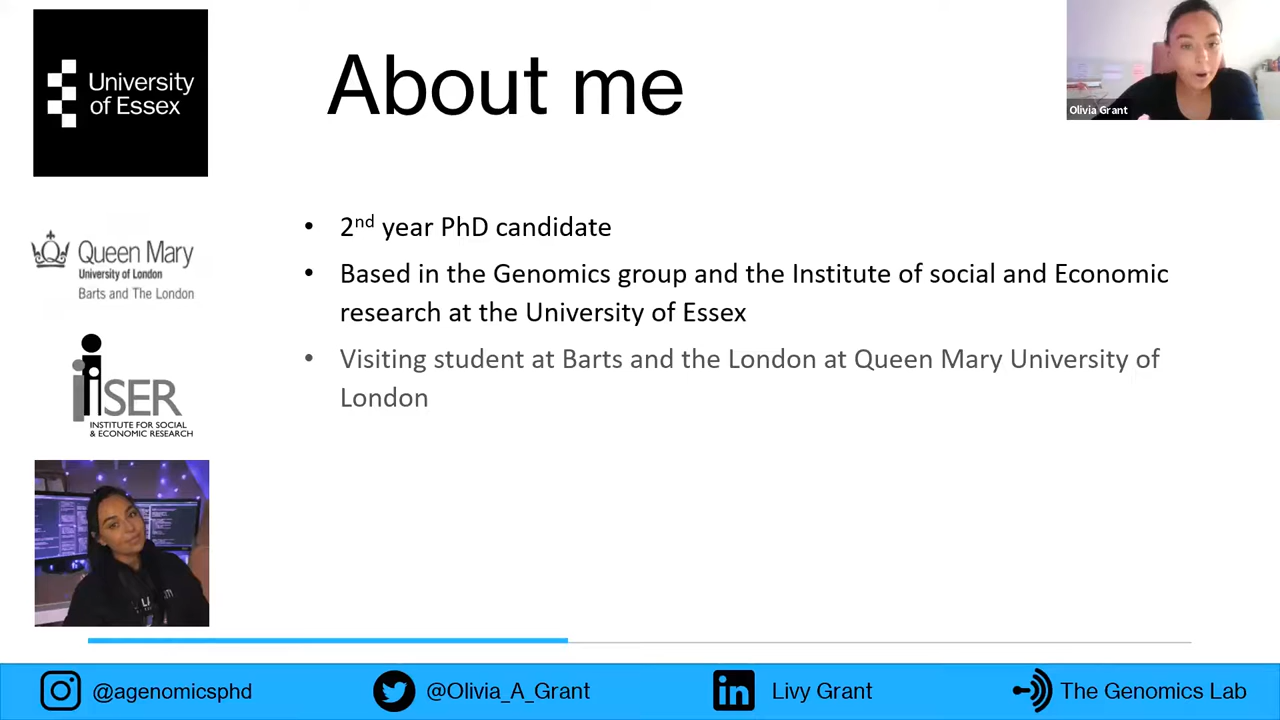 University
of Essex
About me
Olivia Grant
Queen Mary
University of London
Barts and The London
iSER
INSTITUTE FOR SOCIAL
& ECONOMIC RESEARCH
• 2nd year PhD candidate
• Based in the Genomics group and the Institute of social and Economic
research at the University of Essex
• Visiting student at Barts and the London at Queen Mary University of
London
@agenomicsphd
@Olivia_A_Grant
in
Livy Grant
The Genomics Lab